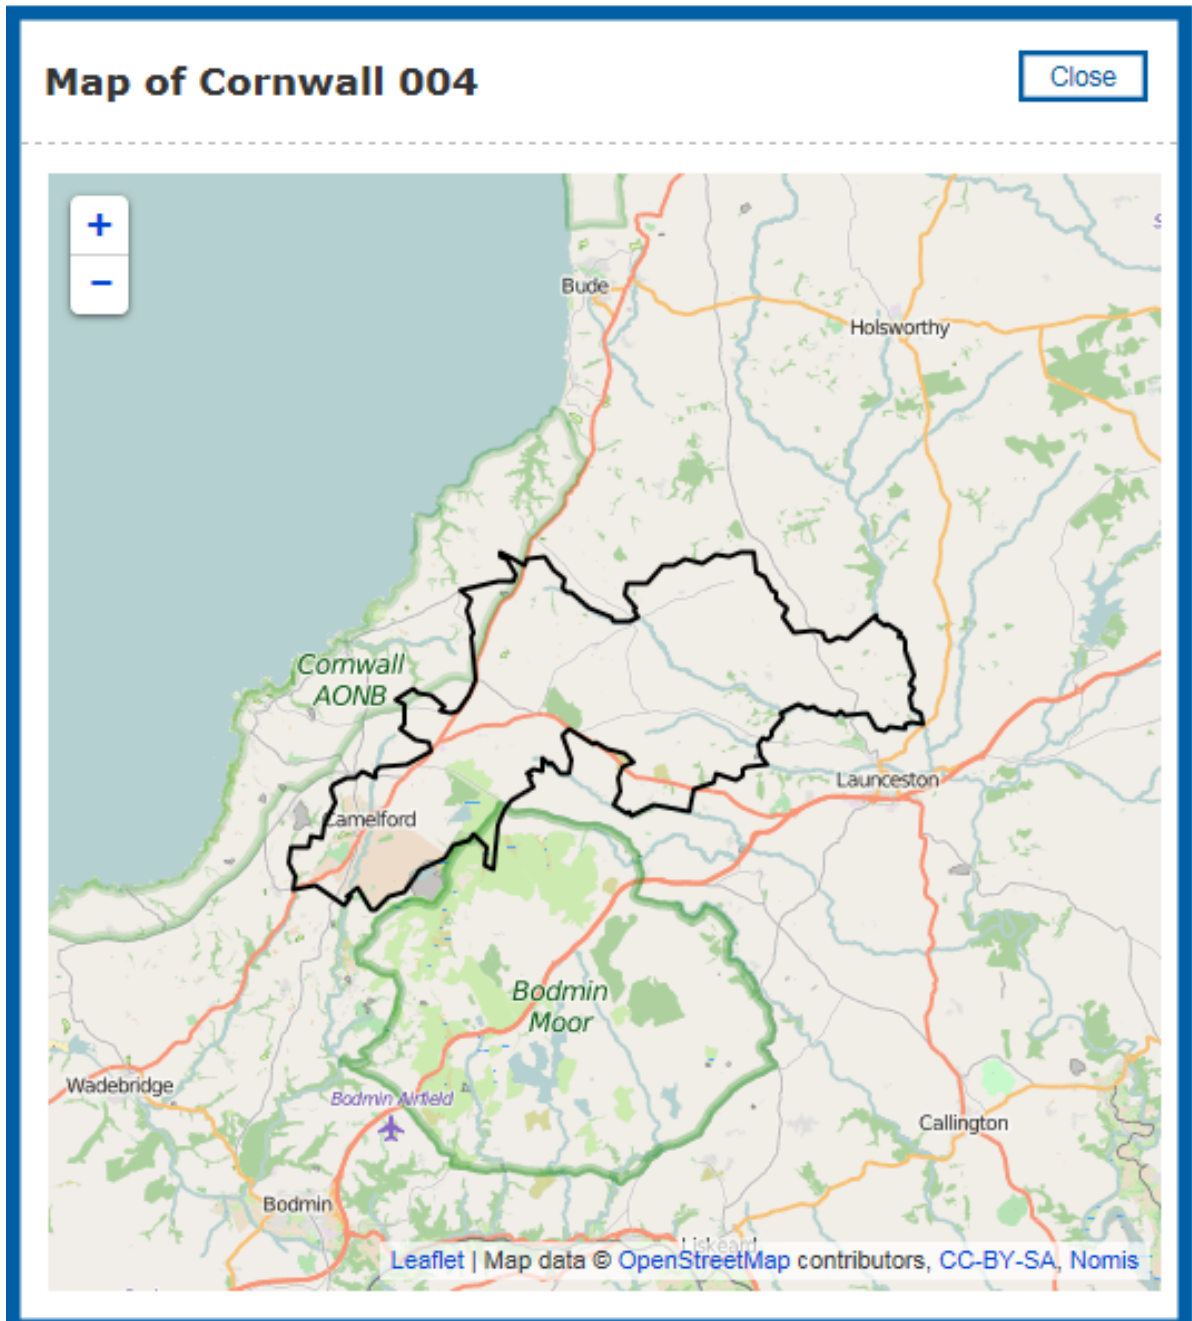 Map of Cornwall 004
Close
+
−
Bude
Holsworthy
Cornwall
AONB
Launceston
Camelford
Bodmin
Moor
Wadebridge
Bodmin Airfield
Callington
Bodmin
Liskeard
Leaflet | Map data © OpenStreetMap contributors, CC-BY-SA, Nomis